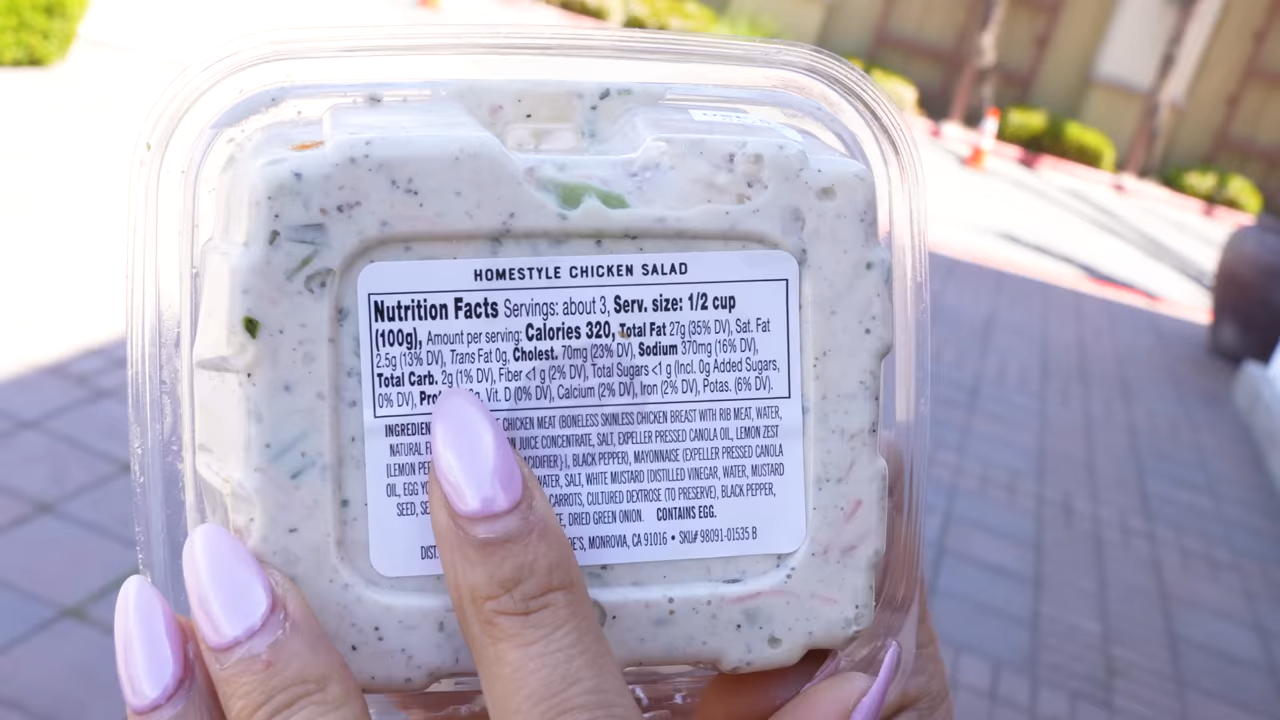 HOMESTYLE CHICKEN SALAD
Nutrition Facts Servings: about 3, Serv. size: 1/2 cup
(100g), Amount per serving: Calories 320, Total Fat 27g (35% DV), Sat. Fat
2.5g (13% DV), Trans Fat 0g, Cholest. 70mg (23% DV), Sodium 370mg (16% DV),
Total Carb. 2g (1% DV), Fiber <1 g (2% DV), Total Sugars <1 g (Incl. 0g Added Sugars,
0% DV), Vit. D (0% DV), Calcium (2% DV), Iron (2% DV), Potas. (6% DV).
CHICKEN MEAT (BONELESS SKINLESS CHICKEN BREAST WITH RIB MEAT, WATER,
NATURAL JUICE CONCENTRATE, SALT, EXPELLER PRESSED CANOLA OIL, LEMON ZEST
[LEMON BLACK PEPPER), MAYONNAISE (EXPELLER PRESSED CANOLA
OIL, EGG WATER, SALT, WHITE MUSTARD [DISTILLED VINEGAR, WATER, MUSTARD
SEED, CARROTS, CULTURED DEXTROSE (TO PRESERVE), BLACK PEPPER,
DRIED GREEN ONION. CONTAINS EGG.
MONROVIA, CA 91016 • SKU# 98091-01535 B